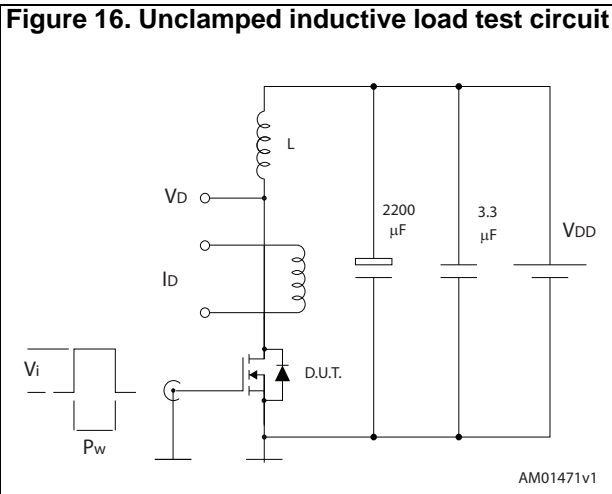 Figure 16. Unclamped inductive load test circuit
L
VD
2200
μF
3.3
μF
VDD
ID
Vi
D.U.T.
Pw
AM01471v1